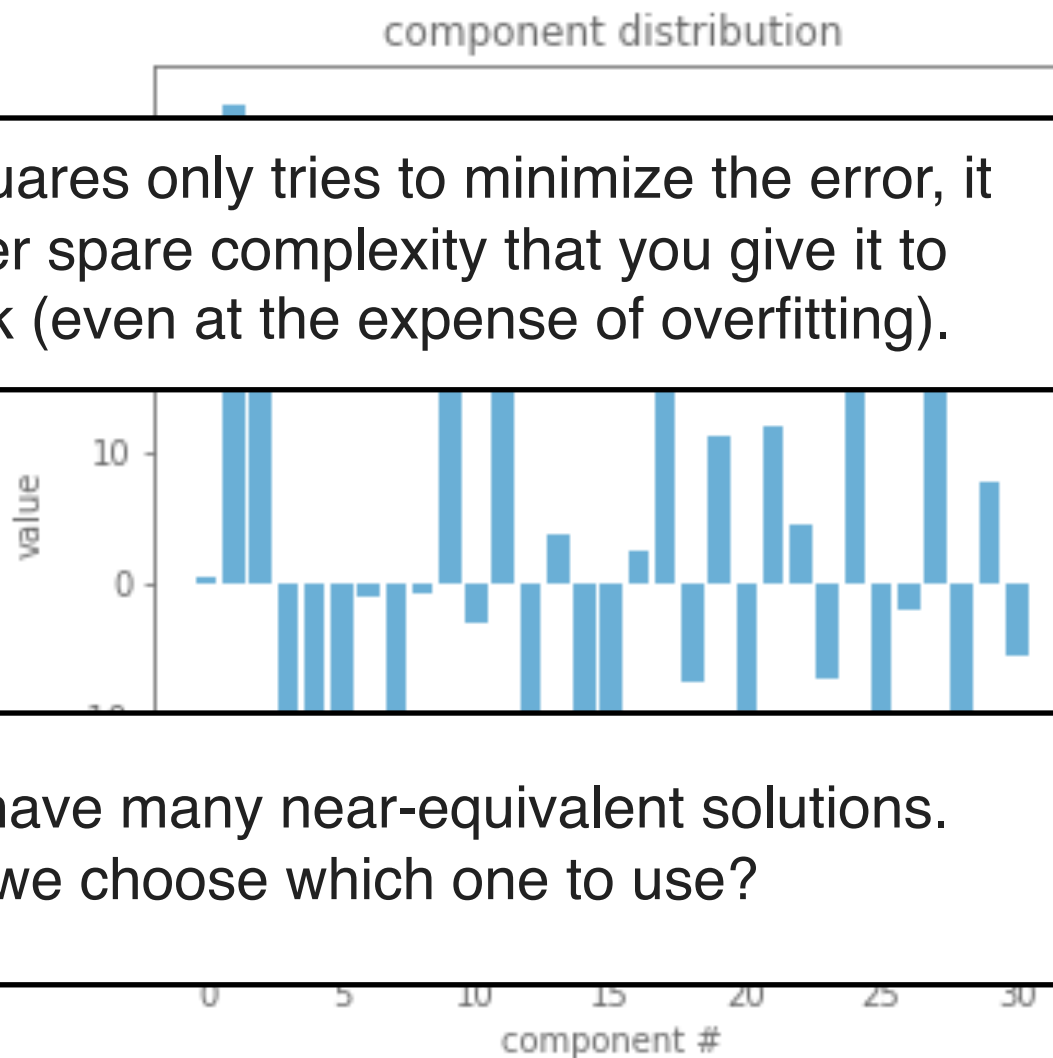 component distribution
uares only tries to minimize the error, it
er spare complexity that you give it to
k (even at the expense of overfitting).
10
value
0
10
have many near-equivalent solutions.
we choose which one to use?
0 5 10 15 20 25 30
component #